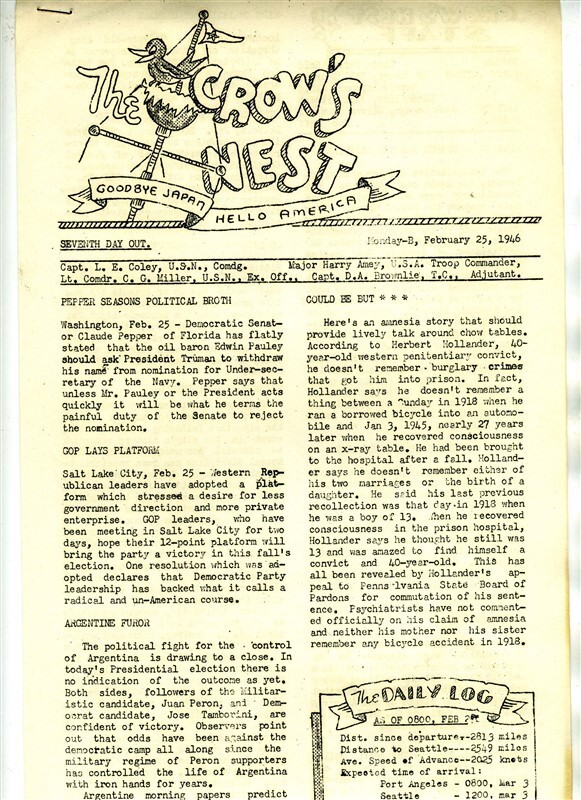 The CROW'S NEST
GOODBYE JAPAN
HELLO AMERICA
SEVENTH DAY OUT.
Monday-B, February 25, 1946
Capt. L. E. Coley, U.S.N., Comdg. Major Harry Amey, U.S.A. Troop Commander,
Lt. Comdr. C. G. Miller, U.S.N., Ex. Off., Capt. D.A. Brownlie, T.C., Adjutant.
PEPPER SEASONS POLITICAL BROTH
Washington, Feb. 25 - Democratic Senat-
or Claude Pepper of Florida has flatly
stated that the oil baron Edwin Pauley
should ask President Truman to withdraw
his name from nomination for Under-sec-
retary of the Navy. Pepper says that
unless Mr. Pauley or the President acts
quickly it will be what he terms the
painful duty of the Senate to reject
the nomination.
GOP LAYS PLATFORM
Salt Lake City, Feb. 25 - Western Rep-
ublican leaders have adopted a plat-
form which stressed a desire for less
government direction and more private
enterprise. GOP leaders, who have
been meeting in Salt Lake City for two
days, hope their 12-point platform will
bring the party a victory in this fall's
election. One resolution which was ad-
opted declares that Democratic Party
leadership has backed what it calls a
radical and un-American course.
ARGENTINE FUROR
The political fight for the control
of Argentina is drawing to a close. In
today's Presidential election there is
no indication of the outcome as yet.
Both sides, followers of the Militar-
istic candidate, Juan Peron, and Dem-
ocrat candidate, Jose Tamborini, are
confident of victory. Observers point
out that odds have been against the
democratic camp all along since the
military regime of Peron supporters
has controlled the life of Argentina
with iron hands for years.
Argentine morning papers predict
COULD BE BUT * * *
Here's an amnesia story that should
provide lively talk around chow tables.
According to Herbert Hollander, 40-
year-old western penitentiary convict,
he doesn't remember burglary crimes
that got him into prison. In fact,
Hollander says he doesn't remember a
thing between a Sunday in 1918 when he
ran a borrowed bicycle into an automo-
bile and Jan 3, 1945, nearly 27 years
later when he recovered consciousness
on an x-ray table. He had been brought
to the hospital after a fall. Holland-
er says he doesn't remember either of
his two marriages or the birth of a
daughter. He said his last previous
recollection was that day in 1918 when
he was a boy of 13. When he recovered
consciousness in the prison hospital,
Hollander says he thought he still was
13 and was amazed to find himself a
convict and 40-year-old. This has
all been revealed by Hollander's ap-
peal to Pennsylvania State Board of
Pardons for commutation of his sent-
ence. Psychiatrists have not comment-
ed officially on his claim of amnesia
and neither his mother nor his sister
remember any bicycle accident in 1918.
The DAILY LOG
AS OF 0800, FEB
Dist. since departure--2813 miles
Distance to Seattle----2549 miles
Ave. Speed of Advance--2025 knots
Expected time of arrival:
Port Angeles - 0800, Mar 3
Seattle - 1200, mar 3